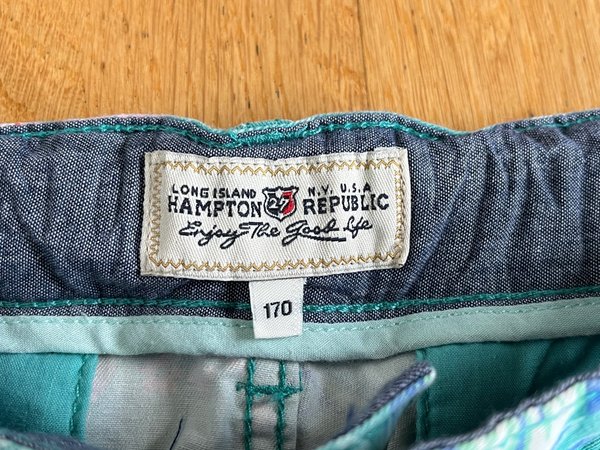 LONG ISLAND N.Y. U.S.A
HAMPTON 27 REPUBLIC
Enjoy The Good Life
170